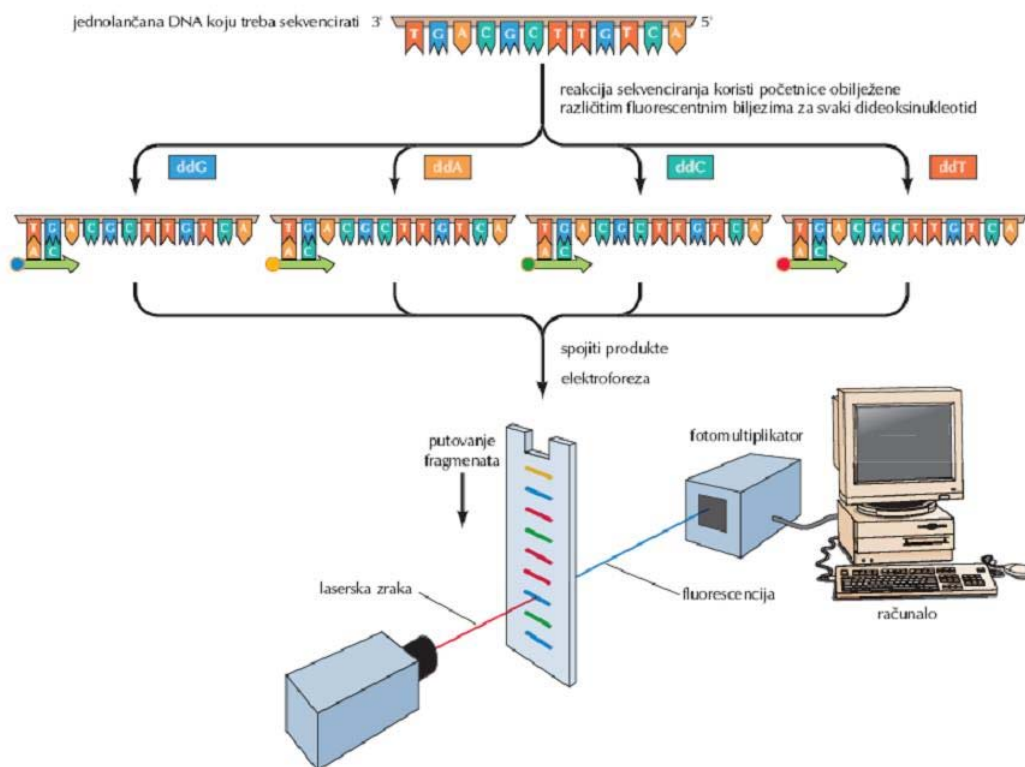 jednolančana DNA koju treba sekvencirati 3' T G A C G C T T G T C A 5'
reakcija sekvenciranja koristi početnice obilježene
različitim fluorescentnim biljezima za svaki dideoksinukleotid
ddG ddA ddC ddT
T G A C G C T T G T C A T G A C G C T T G T C A T G A C G C T T G T C A T G A C G C T T G T C A
A C A C A C A C
spojiti produkte
elektroforeza
putovanje
fragmenata
fotomultiplikator
laserska zraka
fluorescencija
računalo